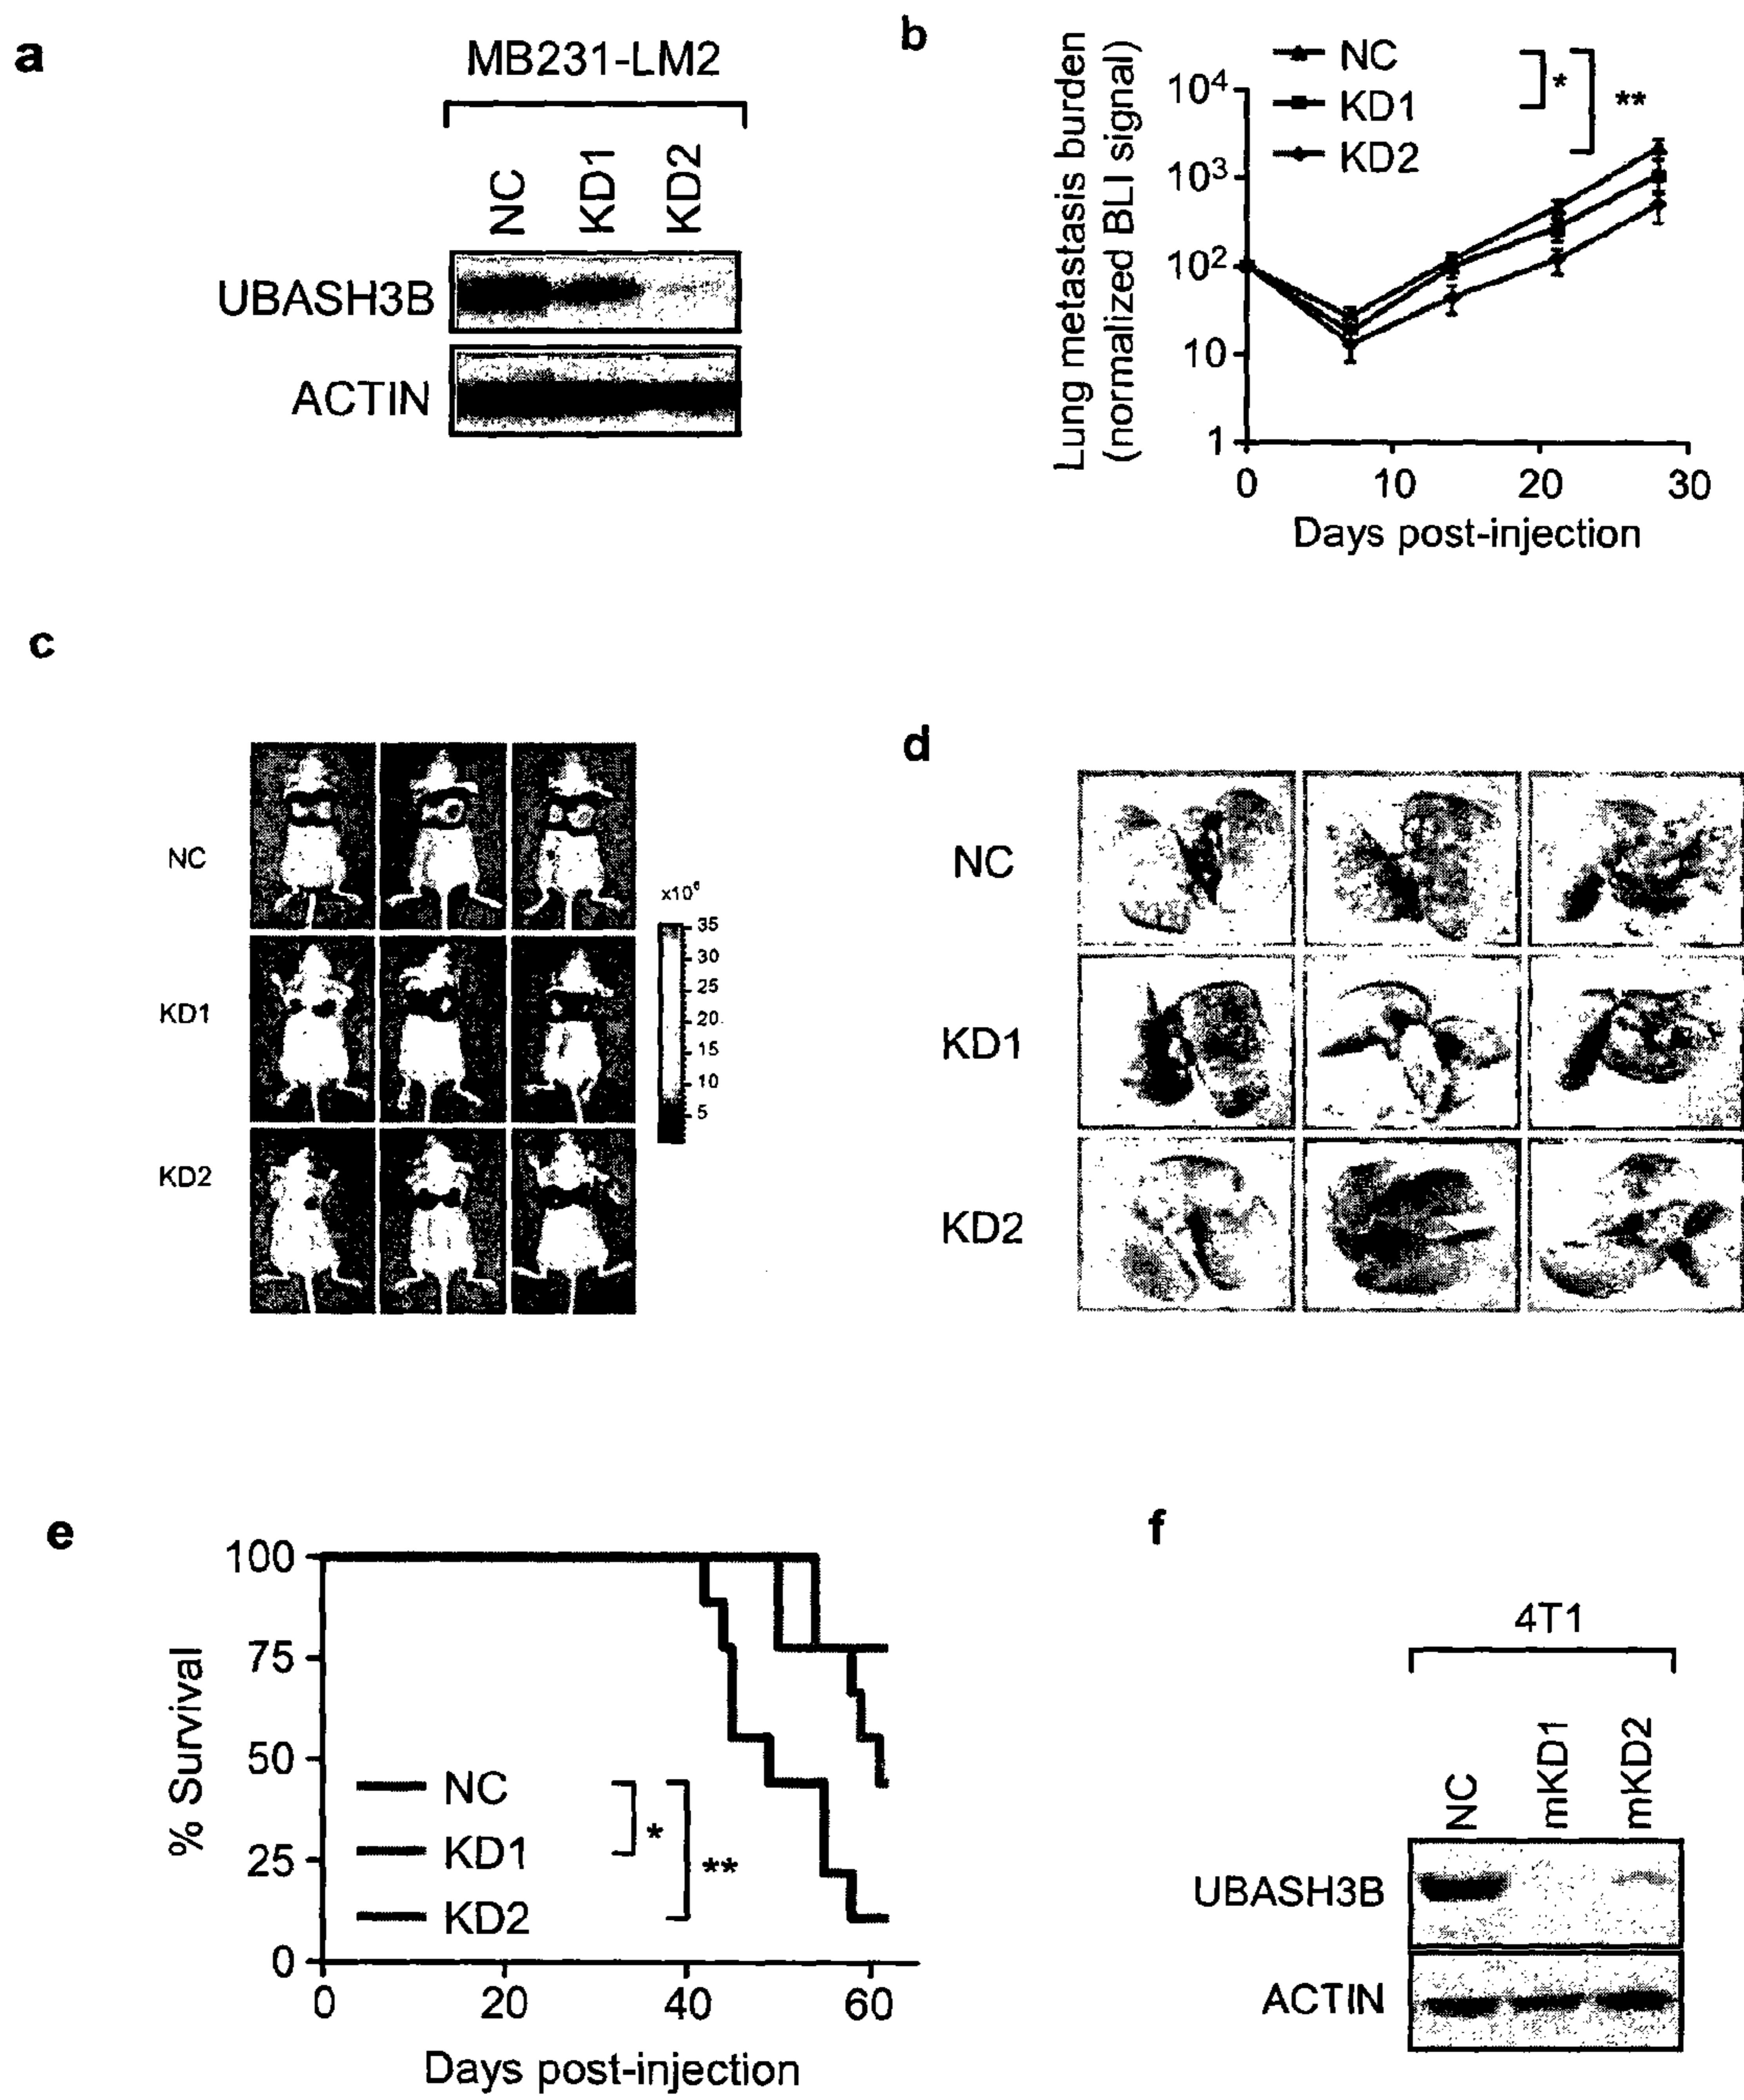 a
MB231-LM2
NC
KD1
KD2
UBASH3B
ACTIN
b
Lung metastasis burden
(normalized BLI signal)
NC
KD1
KD2
*
**
10⁴
10³
10²
10
1
0
10
20
30
Days post-injection
c
NC
KD1
KD2
x10⁶
35
30
25
20
15
10
5
d
NC
KD1
KD2
e
% Survival
100
75
50
25
0
NC
KD1
KD2
*
**
0
20
40
60
Days post-injection
f
4T1
NC
mKD1
mKD2
UBASH3B
ACTIN